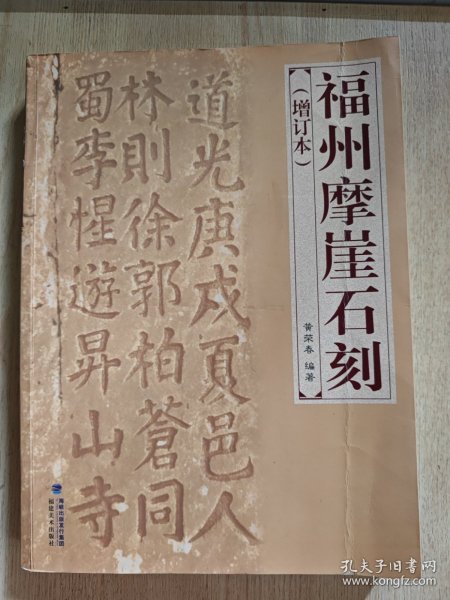 福州摩崖石刻
（增订本）
黄荣春 编著
道光庚戌夏邑人
林則徐郭柏蒼同
蜀李惺遊昇山寺
海峡出版发行集团
福建美术出版社
孔夫子旧书网
www.kongfz.com